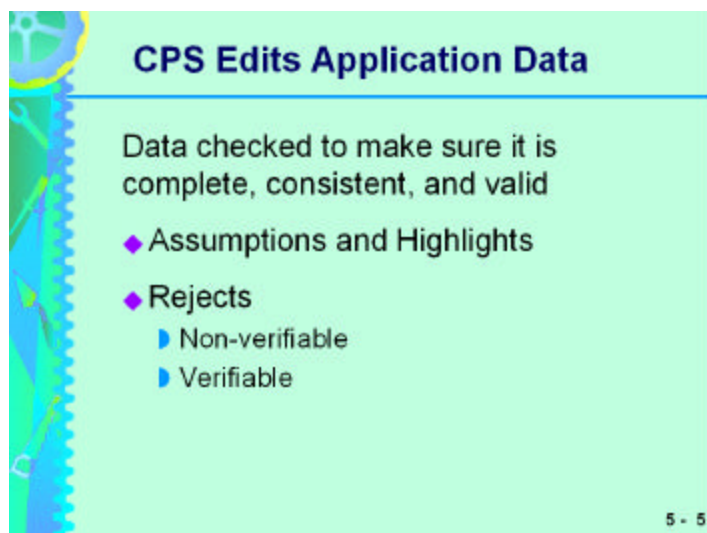 CPS Edits Application Data
Data checked to make sure it is
complete, consistent, and valid
Assumptions and Highlights
Rejects
Non-verifiable
Verifiable
5 - 5